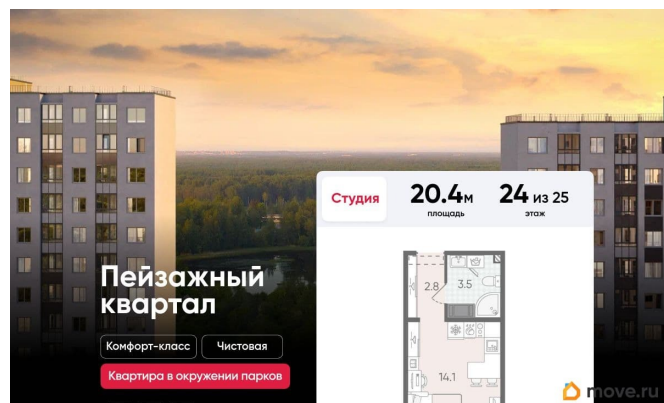 Студия
20.4м
площадь
24 из 25
этаж
Пейзажный
квартал
Комфорт-класс
Чистовая
Квартира в окружении парков
2.8
3.5
14.1
move.ru